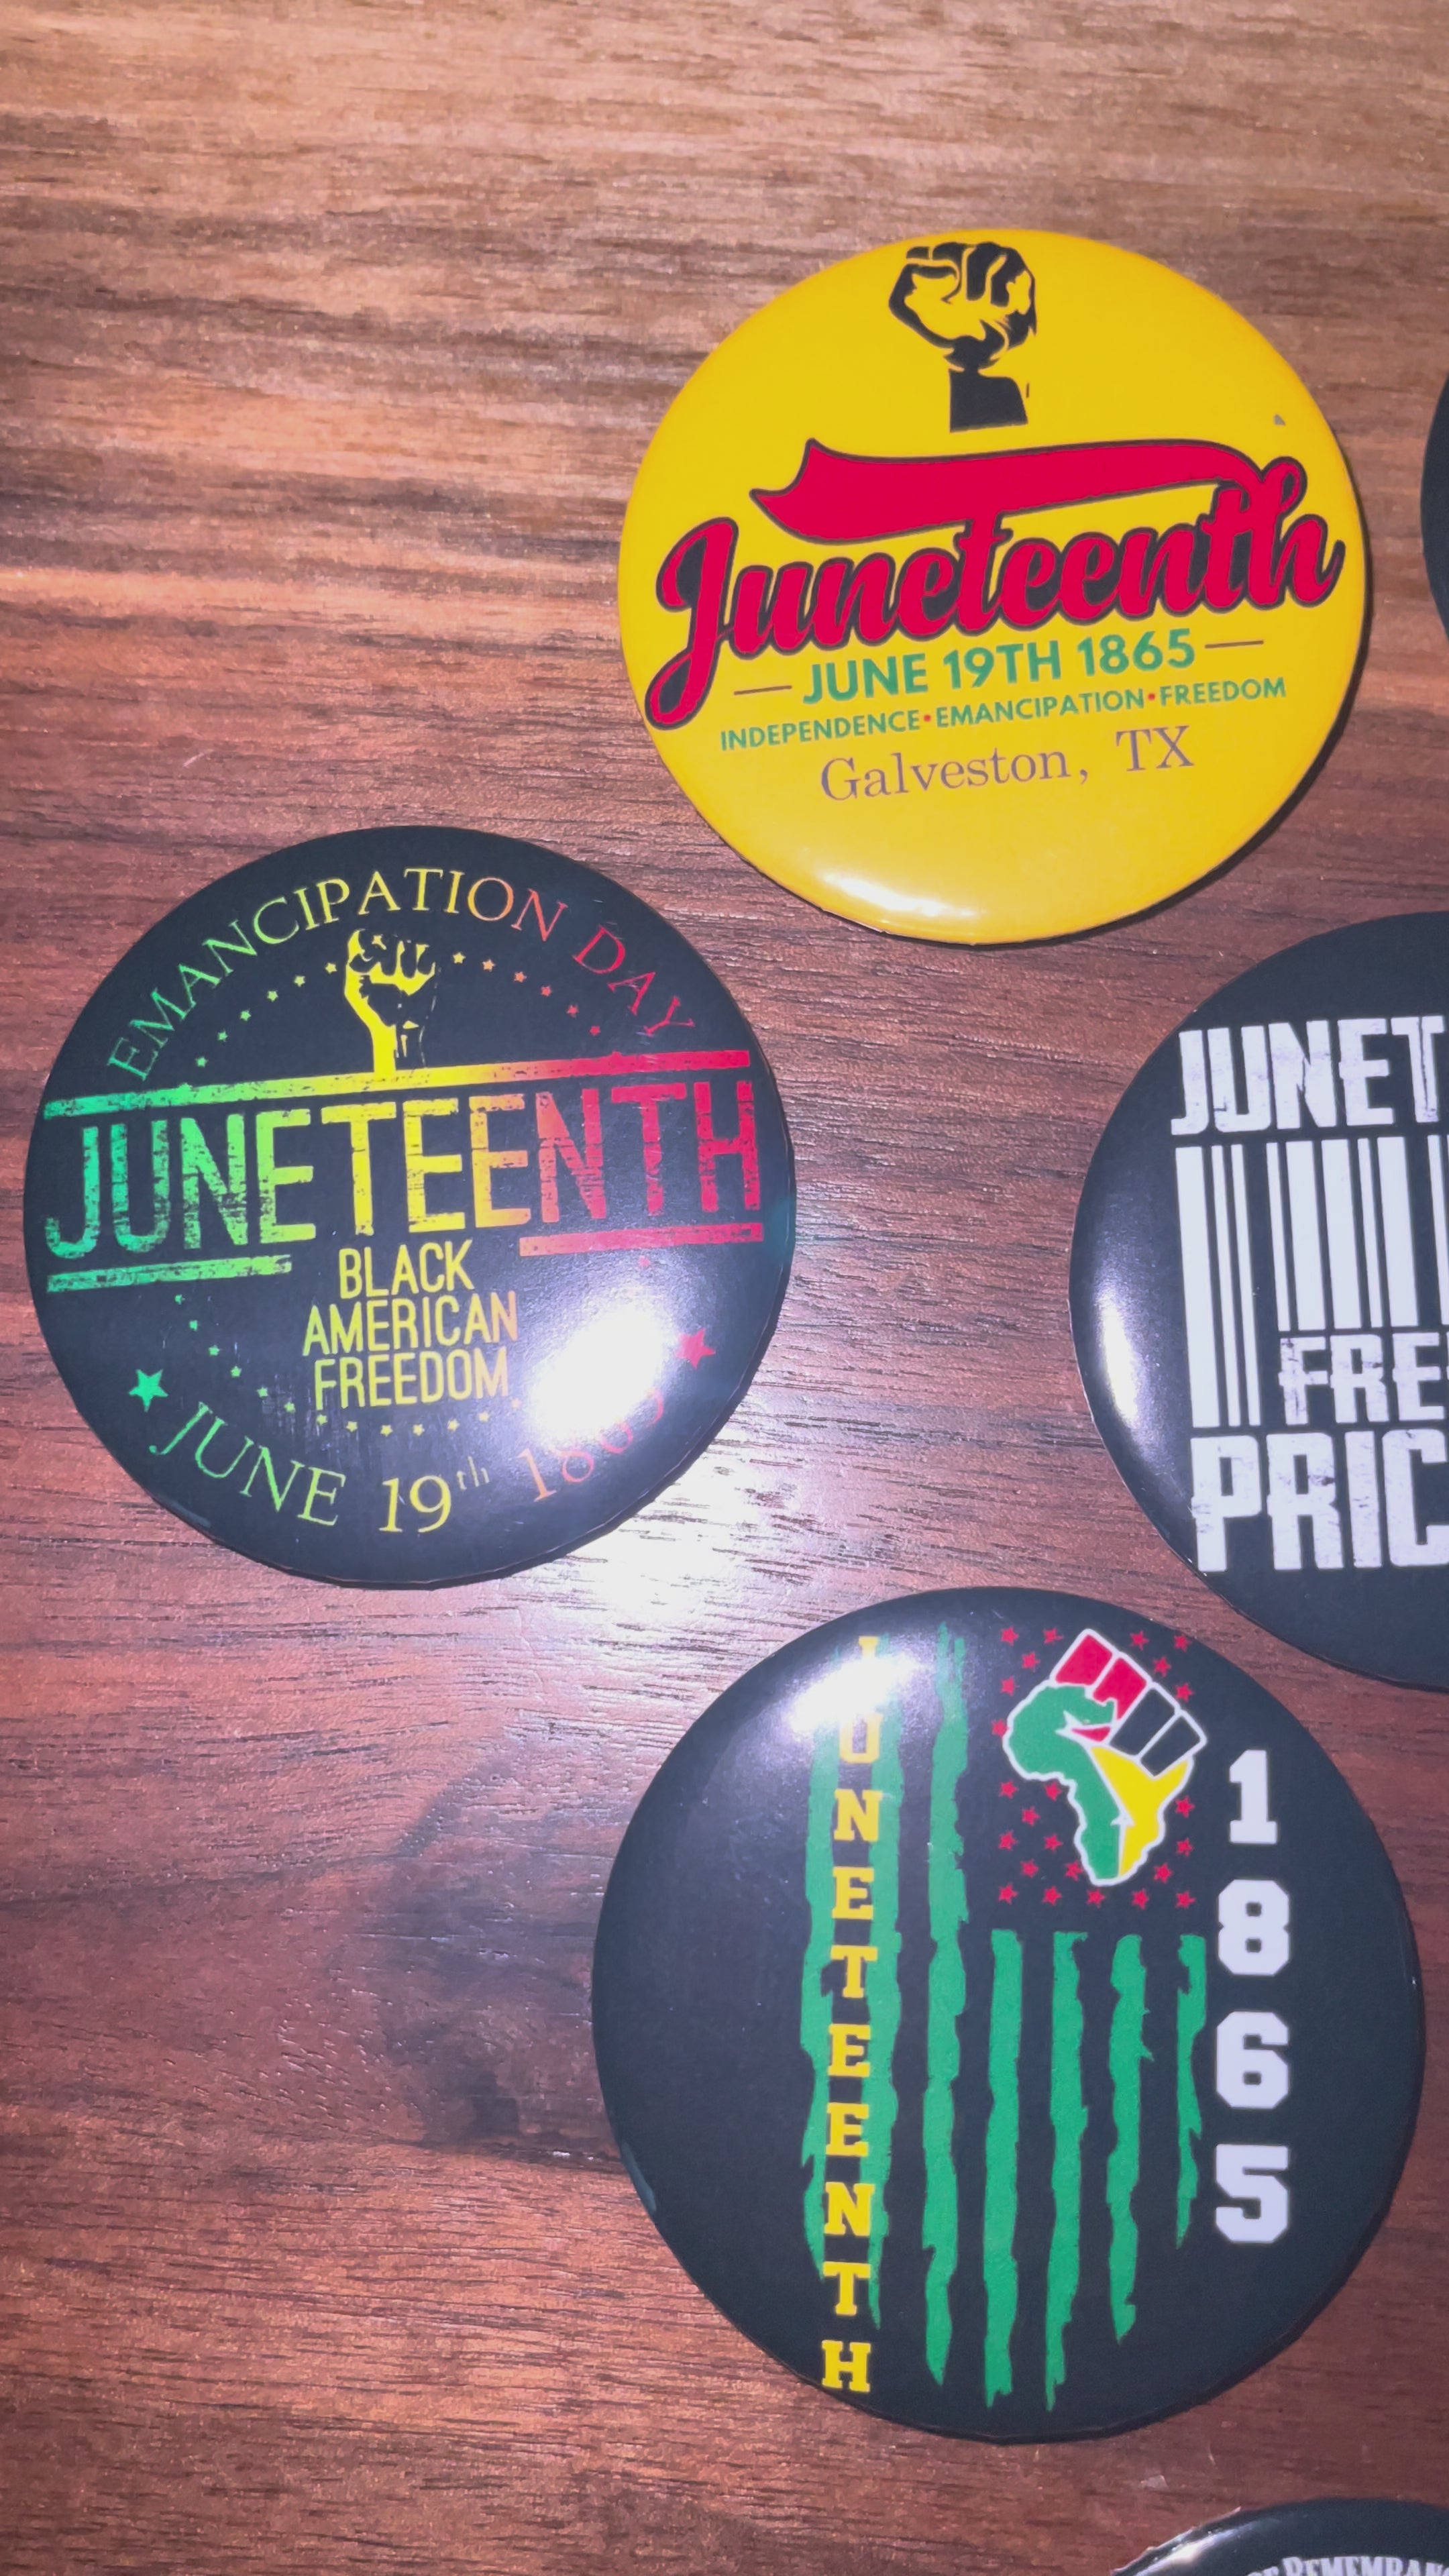 Juneteenth
JUNE 19TH 1865
INDEPENDENCE•EMANCIPATION•FREEDOM
Galveston, TX
EMANCIPATION DAY
JUNETEENTH
BLACK
AMERICAN
FREEDOM
JUNE 19th 1865
JUNET
FRE
PRIC
JUNETEENTH
1865